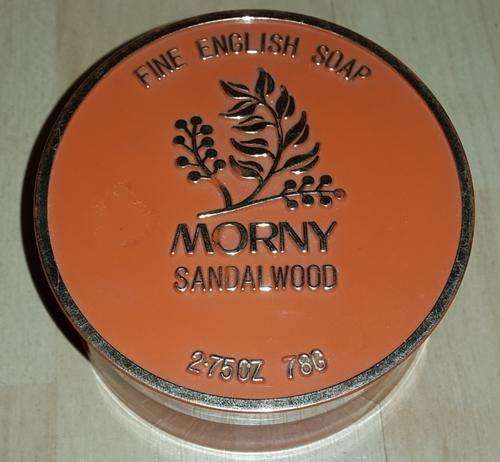 FINE ENGLISH SOAP
MORNY
SANDALWOOD
2·75OZ 78G